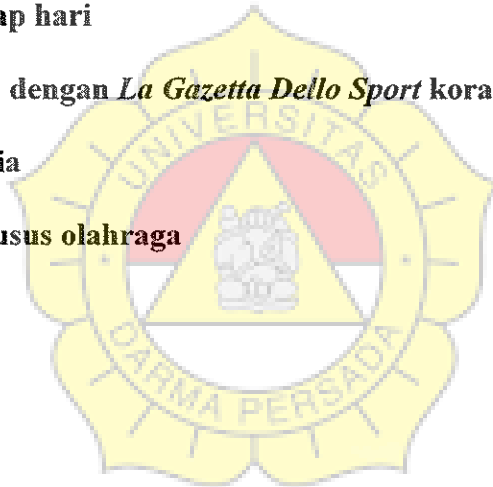 ap hari
dengan La Gazetta Dello Sport kora
ia
usus olahraga
UNIVERSITAS
DARMA PERSADA